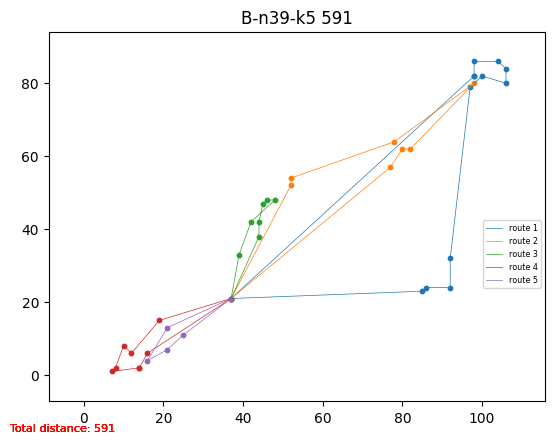 B-n39-k5 591
80
60
40
20
0
0 20 40 60 80 100
route 1
route 2
route 3
route 4
route 5
Total distance: 591